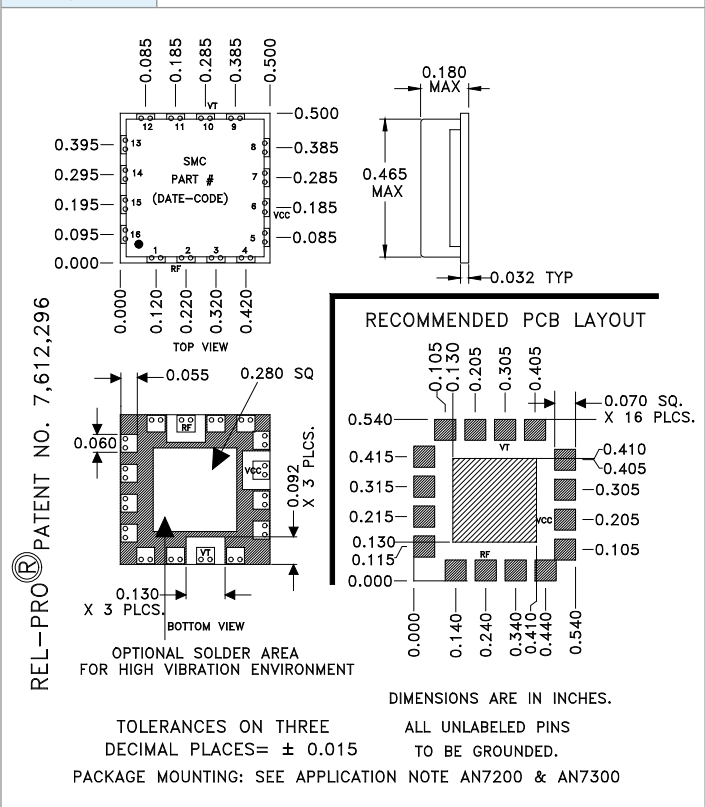 0.085 0.185 0.285 0.385 0.500
VT
12 11 10 9
0.500
0.395 13 8 0.385
SMC
0.295 14 PART # 7 0.285
(DATE-CODE)
0.195 15 6 0.185
VCC
0.095 16 5 0.085
1 2 3 4
0.000
RF
0.000 0.120 0.220 0.320 0.420
TOP VIEW
0.180
MAX
0.465
MAX
0.032 TYP
REL-PRO® PATENT NO. 7,612,296
0.055
0.280 SQ
RF
0.060
VCC
0.092
X 3 PLCS.
VT
0.130
X 3 PLCS.
BOTTOM VIEW
OPTIONAL SOLDER AREA
FOR HIGH VIBRATION ENVIRONMENT
RECOMMENDED PCB LAYOUT
0.105 0.130 0.205 0.305 0.405
0.070 SQ.
X 16 PLCS.
0.540
VT
0.415 0.410
0.405
0.315 0.305
0.215 VCC 0.205
0.130
0.115 RF 0.105
0.000
0.000 0.140 0.240 0.340 0.410 0.440 0.540
DIMENSIONS ARE IN INCHES.
TOLERANCES ON THREE
DECIMAL PLACES= ± 0.015
ALL UNLABELED PINS
TO BE GROUNDED.
PACKAGE MOUNTING: SEE APPLICATION NOTE AN7200 & AN7300